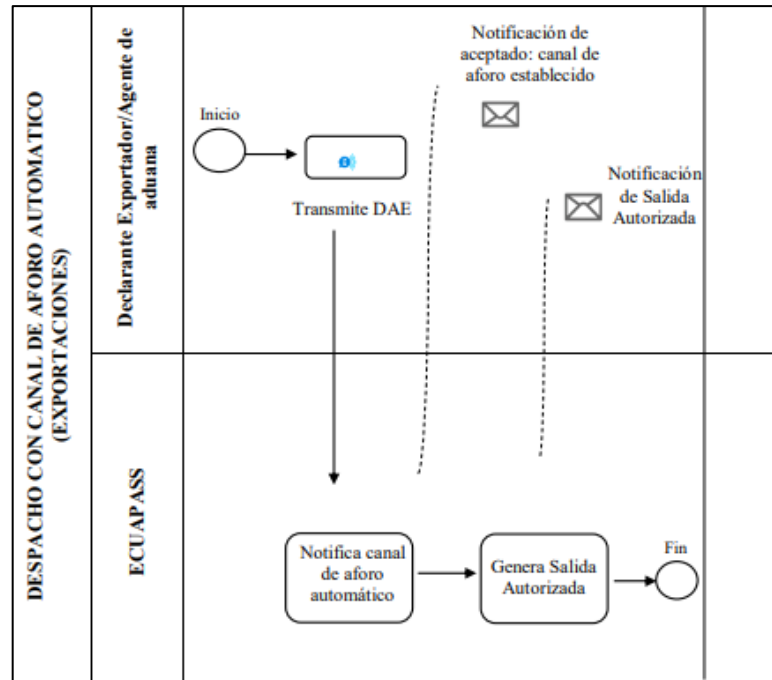 DESPACHO CON CANAL DE AFORO AUTOMATICO
(EXPORTACIONES)
Declarante Exportador/Agente de
aduana
Inicio
Transmite DAE
Notificación de
aceptado: canal de
aforo establecido
Notificación
de Salida
Autorizada
ECUAPASS
Notifica canal
de aforo
automático
Genera Salida
Autorizada
Fin